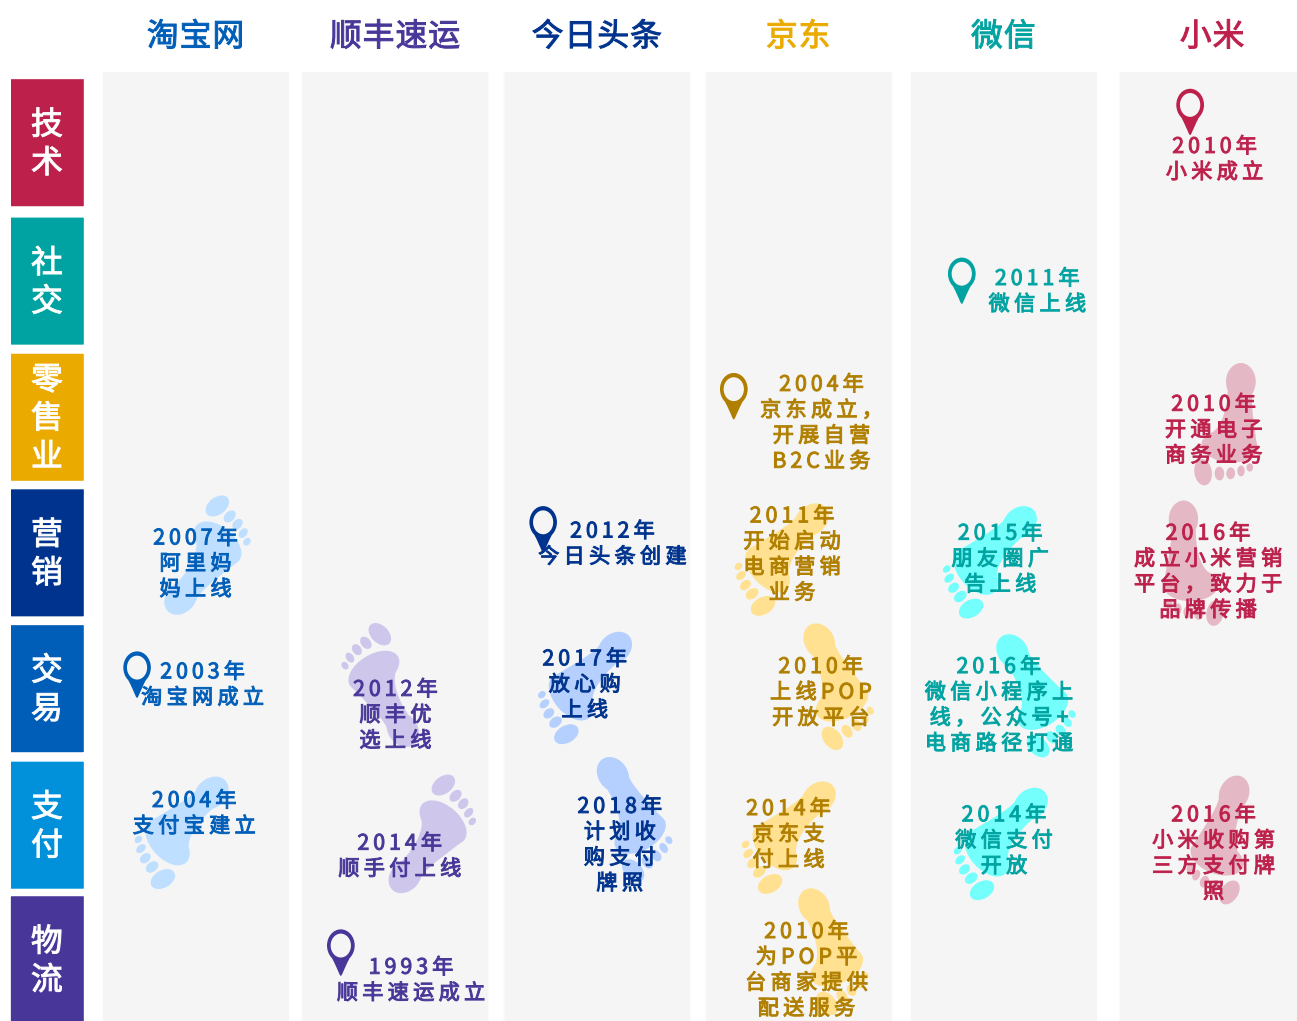 淘宝网
顺丰速运
今日头条
京东
微信
小米
技
术
2010年
小米成立
社
交
2011年
微信上线
零
售
业
2004年
京东成立，
开展自营
B2C业务
2010年
开通电子
商务业务
营
销
2007年
阿里妈
妈上线
2012年
今日头条创建
2011年
开始启动
电商营销
业务
2015年
朋友圈广
告上线
2016年
成立小米营销
平台，致力于
品牌传播
交
易
2003年
淘宝网成立
2012年
顺丰优
选上线
2017年
放心购
上线
2010年
上线POP
开放平台
2016年
微信小程序上
线，公众号+
电商路径打通
支
付
2004年
支付宝建立
2014年
顺手付上线
2018年
计划收
购支付
牌照
2014年
京东支
付上线
2014年
微信支付
开放
2016年
小米收购第
三方支付牌
照
物
流
1993年
顺丰速运成立
2010年
为POP平
台商家提供
配送服务